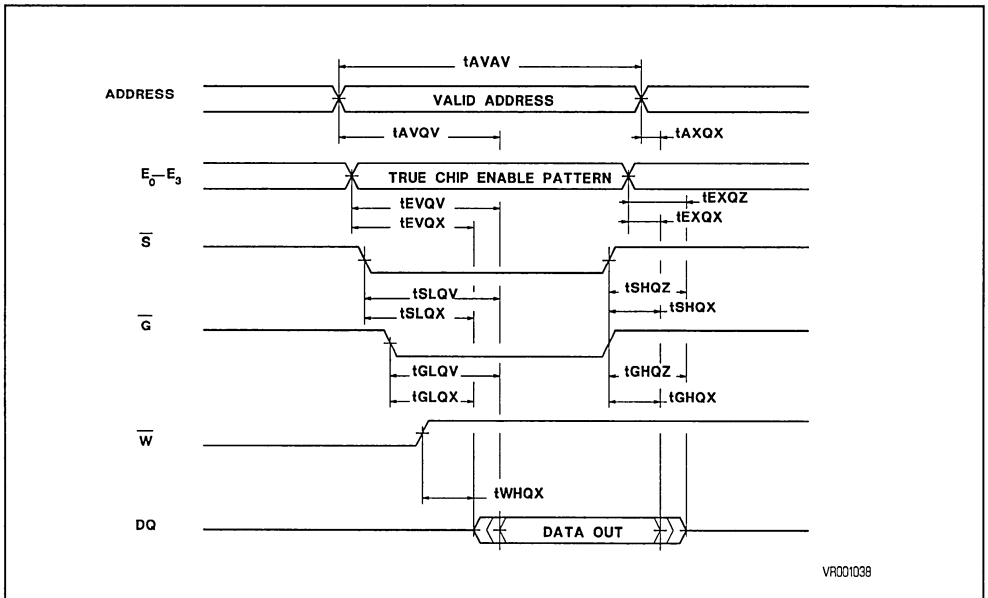 tAVAV
ADDRESS
VALID ADDRESS
tAVQV
tAXQX
E0—E3
TRUE CHIP ENABLE PATTERN
tEXQZ
tEVQV
tEXQX
tEVQX
S̅
tSHQZ
tSLQV
tSHQX
tSLQX
G̅
tGLQV
tGHQZ
tGLQX
tGHQX
W̅
tWHQX
DQ
DATA OUT
VR001038